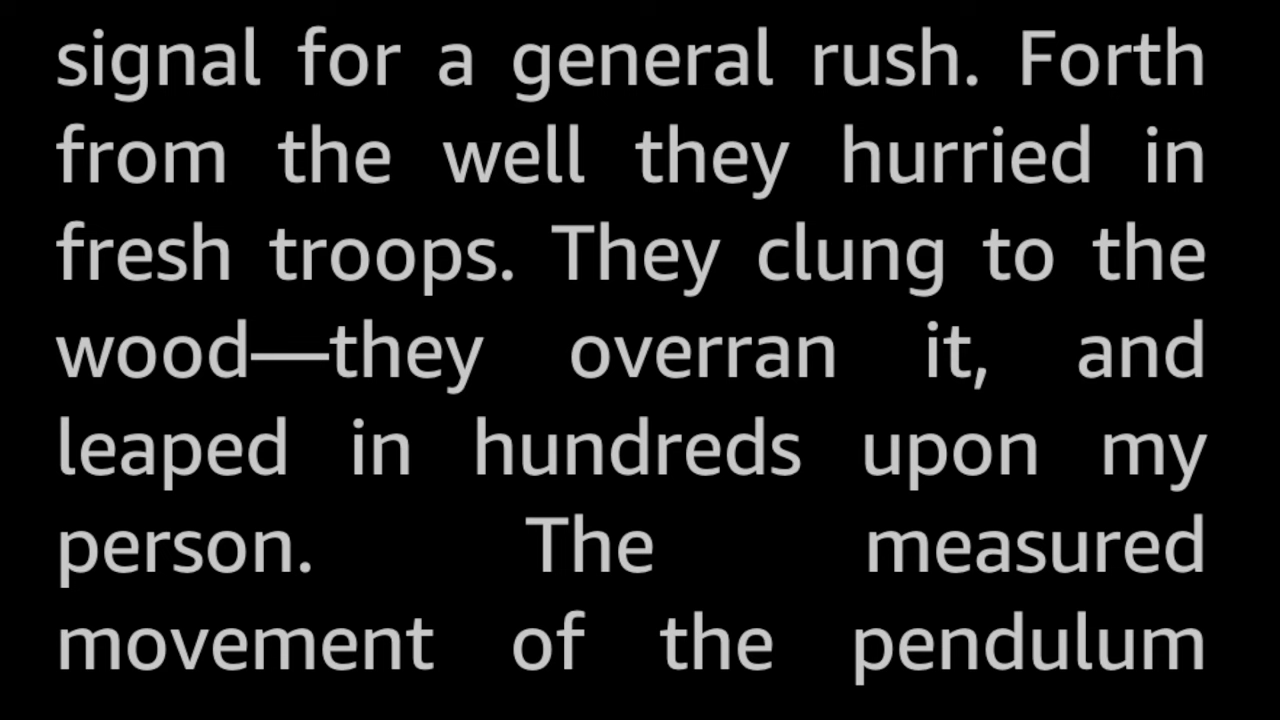 signal for a general rush. Forth
from the well they hurried in
fresh troops. They clung to the
wood—they overran it, and
leaped in hundreds upon my
person. The measured
movement of the pendulum